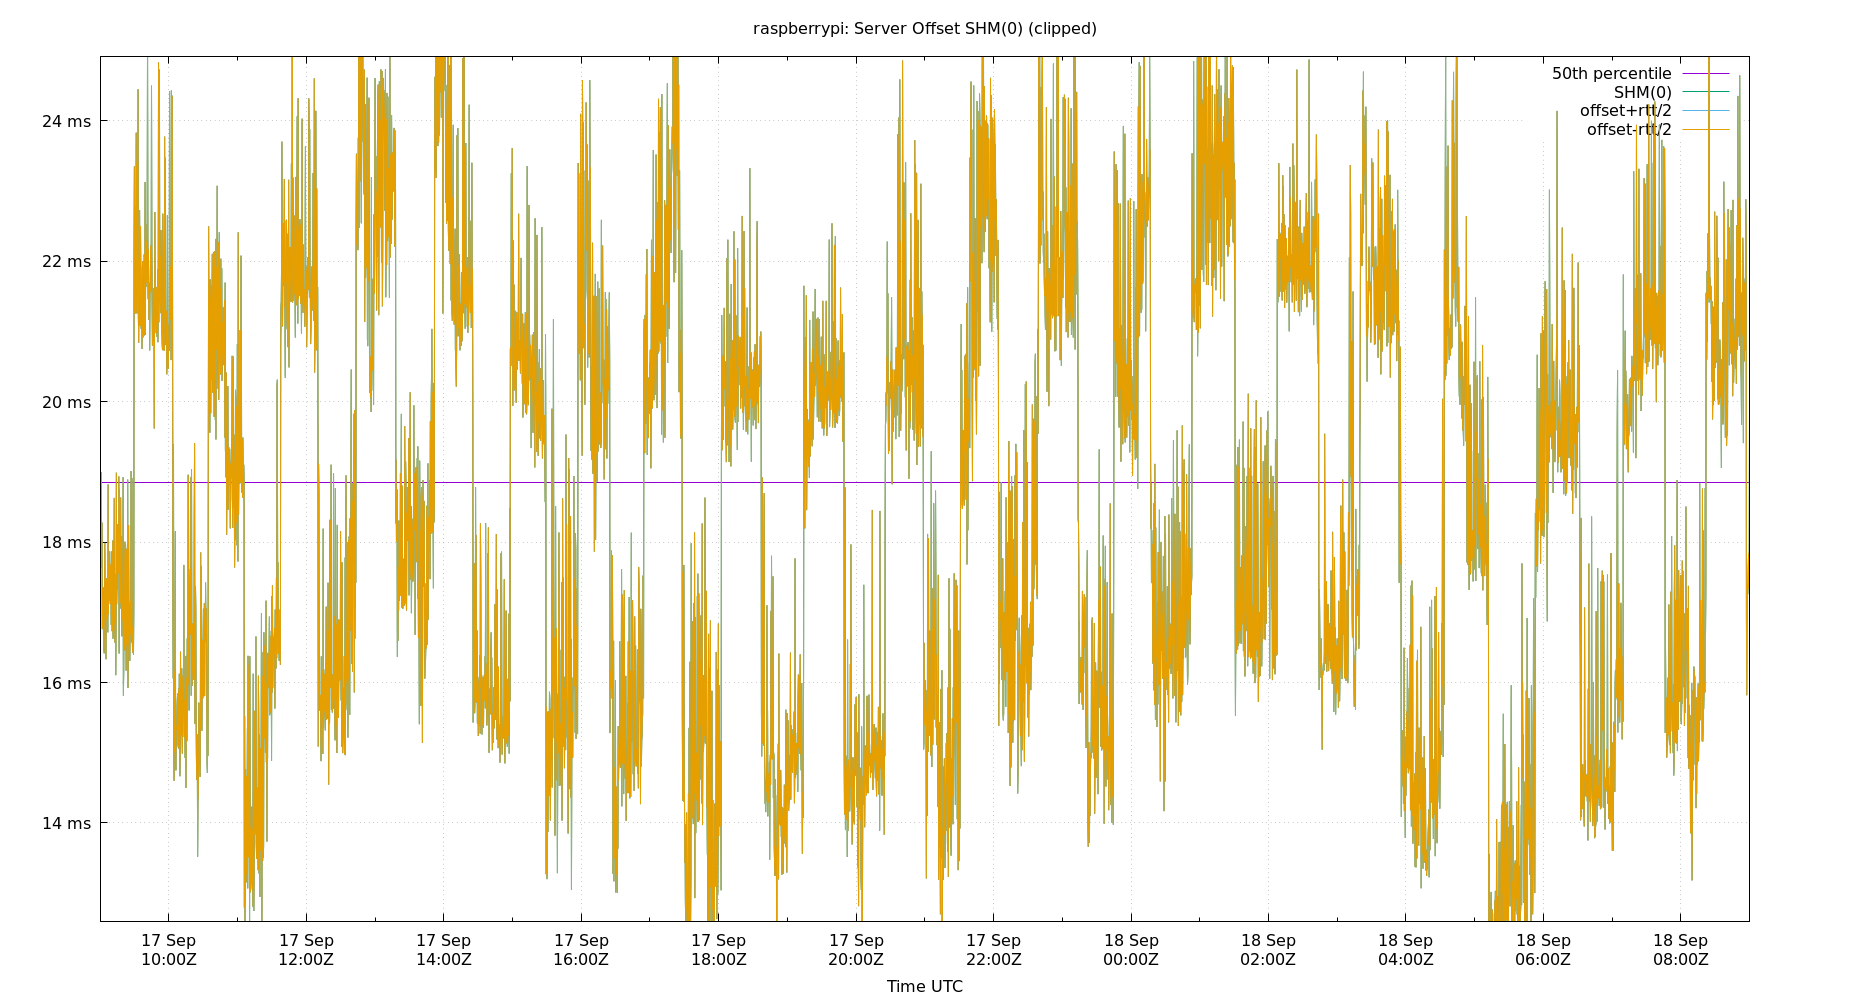 raspberrypi: Server Offset SHM(0) (clipped)
50th percentile
SHM(0)
offset+rtt/2
offset-rtt/2
24 ms
22 ms
20 ms
18 ms
16 ms
14 ms
17 Sep 17 Sep 17 Sep 17 Sep 17 Sep 17 Sep 17 Sep 18 Sep 18 Sep 18 Sep 18 Sep 18 Sep
10:00Z 12:00Z 14:00Z 16:00Z 18:00Z 20:00Z 22:00Z 00:00Z 02:00Z 04:00Z 06:00Z 08:00Z
Time UTC